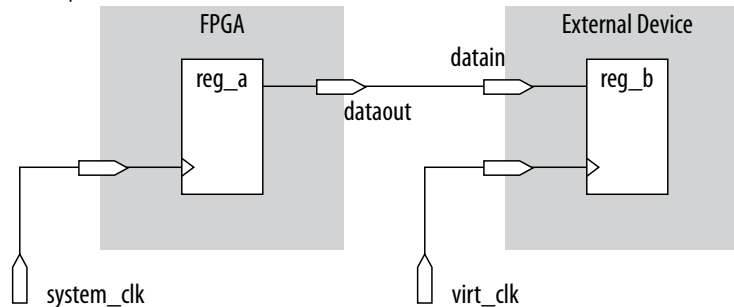 FPGA
External Device
datain
reg_a
reg_b
dataout
system_clk
virt_clk